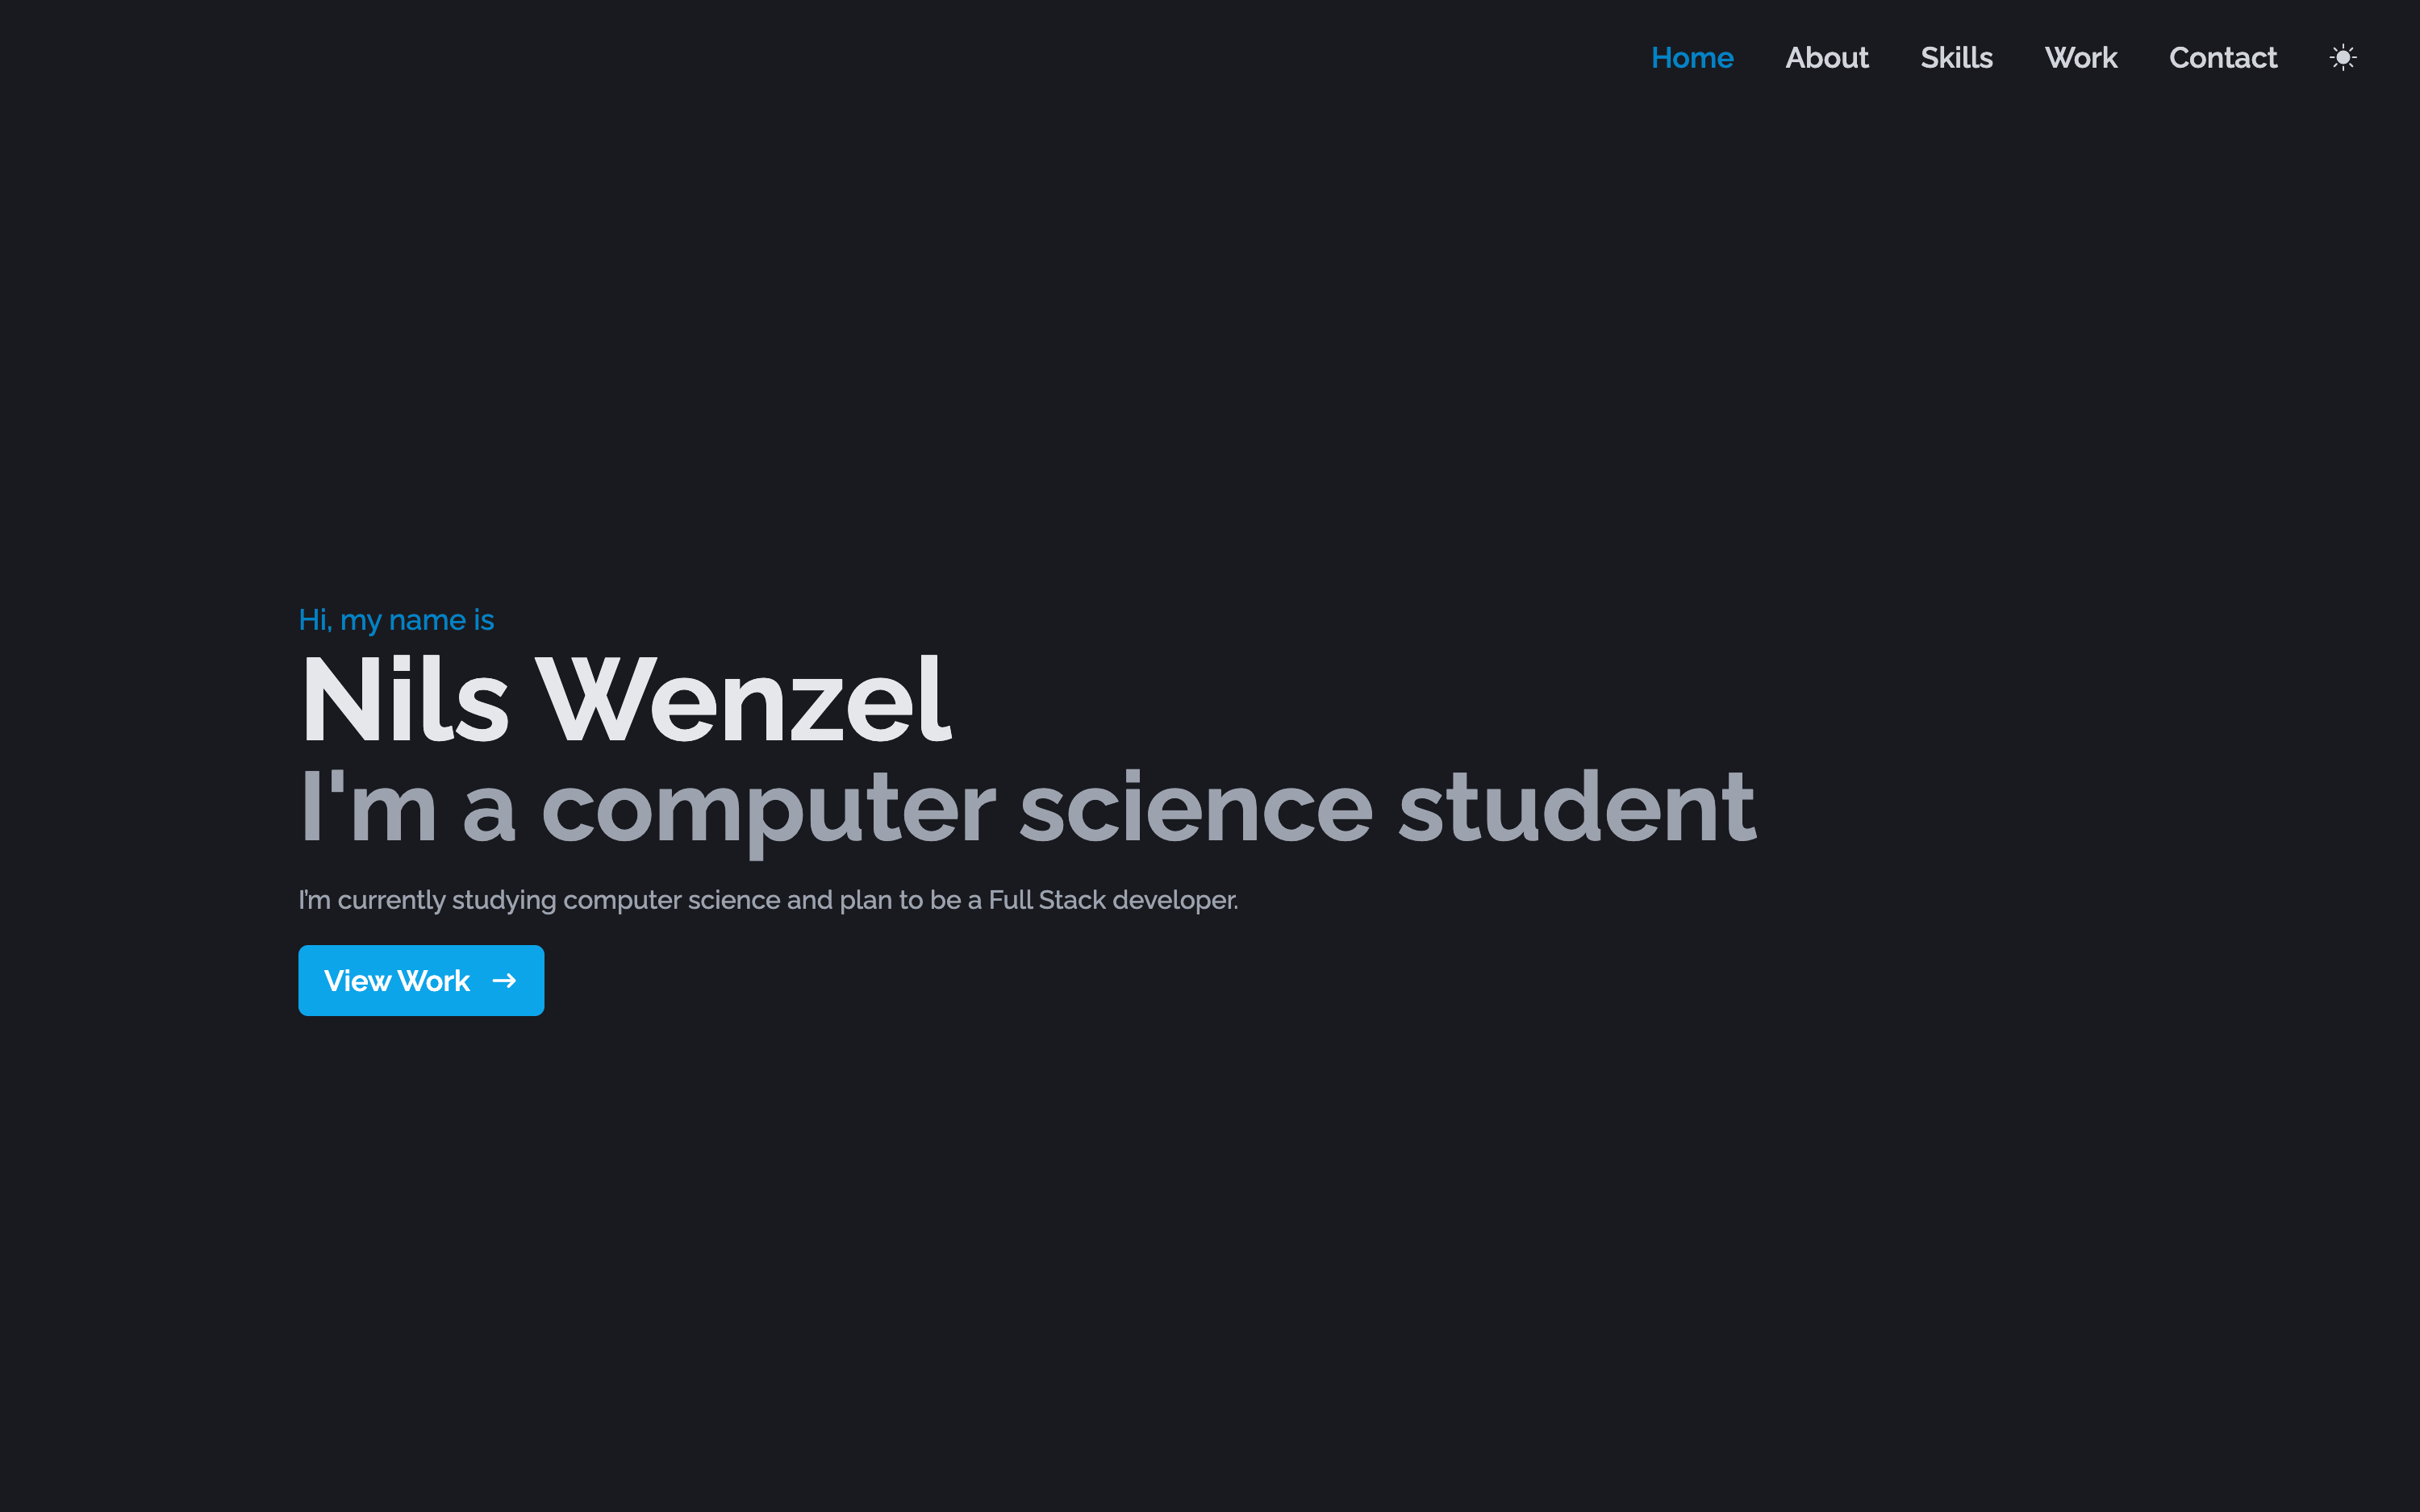 Home About Skills Work Contact
Hi, my name is
Nils Wenzel
I'm a computer science student
I'm currently studying computer science and plan to be a Full Stack developer.
View Work